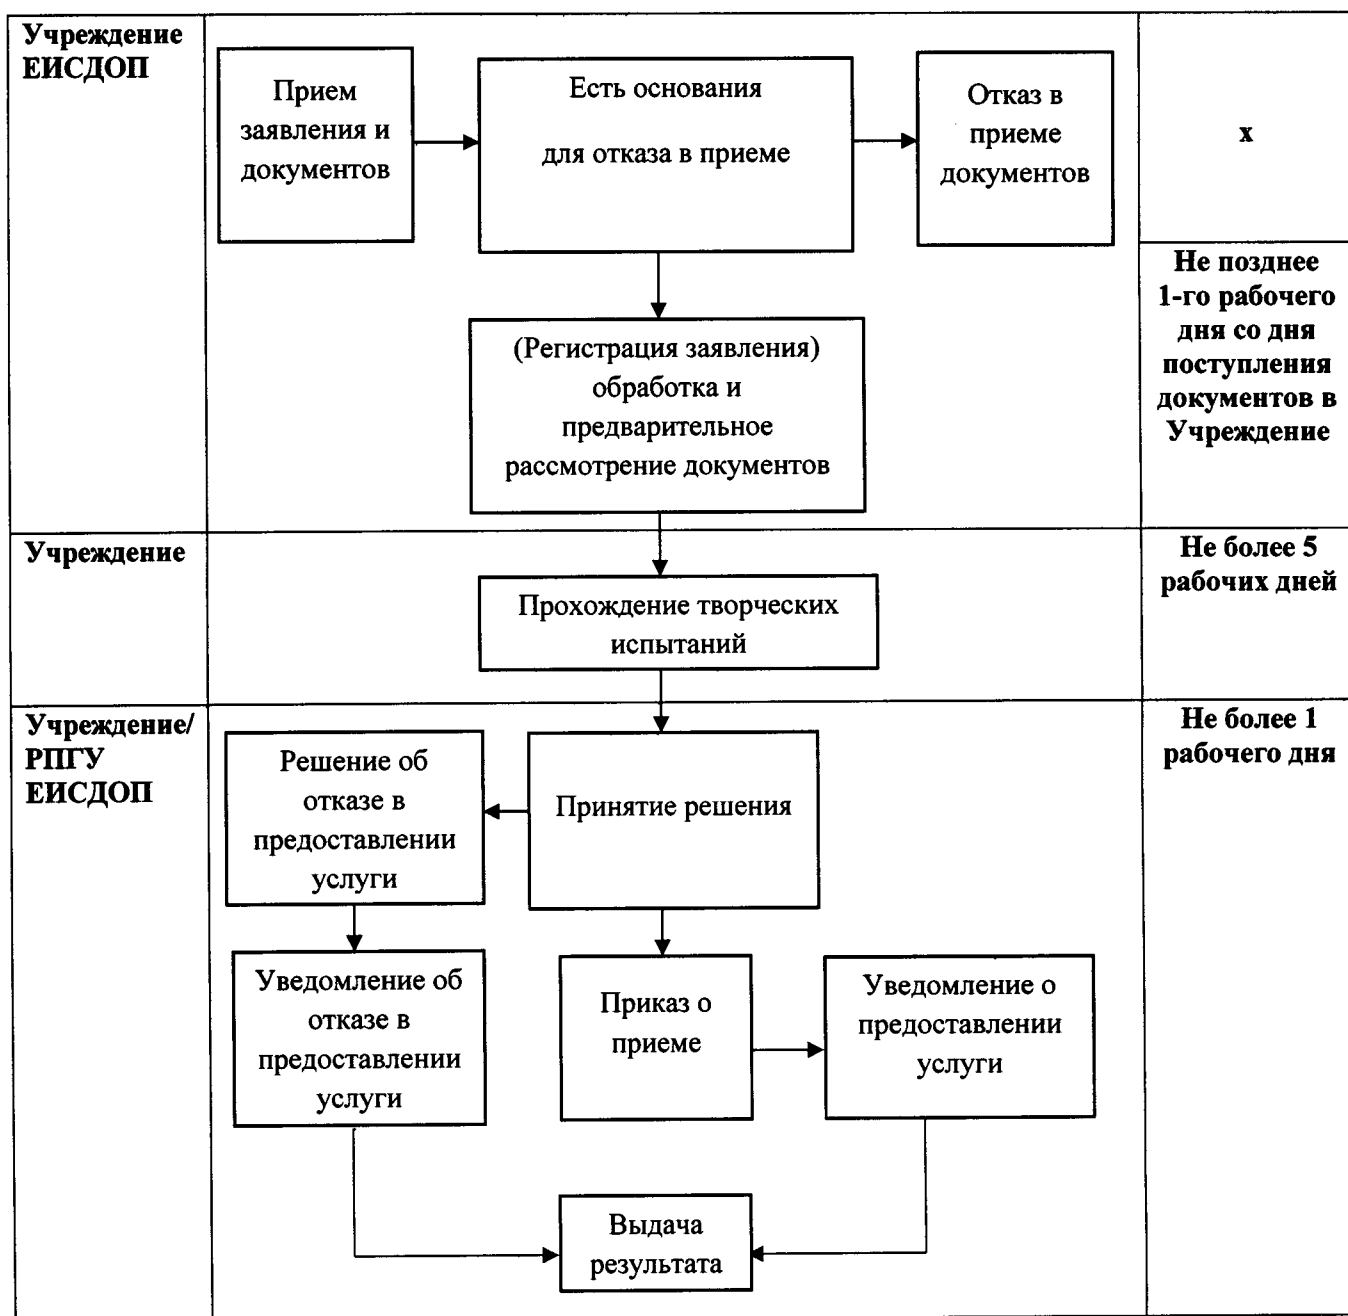 Учреждение
ЕИСДОП
Прием
заявления и
документов
Есть основания
для отказа в приеме
Отказ в
приеме
документов
х
(Регистрация заявления)
обработка и
предварительное
рассмотрение документов
Не позднее
1-го рабочего
дня со дня
поступления
документов в
Учреждение
Учреждение
Прохождение творческих
испытаний
Не более 5
рабочих дней
Учреждение/
РПГУ
ЕИСДОП
Решение об
отказе в
предоставлении
услуги
Принятие решения
Не более 1
рабочего дня
Уведомление об
отказе в
предоставлении
услуги
Приказ о
приеме
Уведомление о
предоставлении
услуги
Выдача
результата